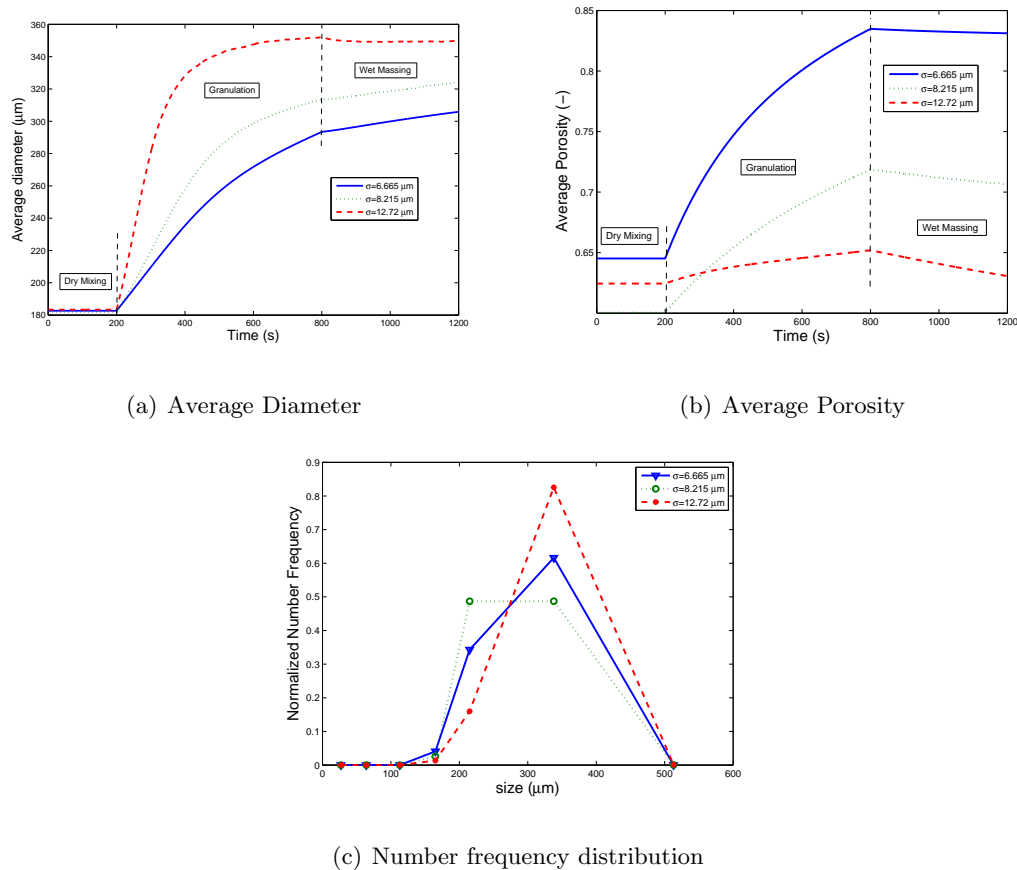 360
340
320
300
280
260
240
220
200
180
Average diameter (μm)
Dry Mixing
Granulation
Wet Massing
σ=6.665 μm
σ=8.215 μm
σ=12.72 μm
0 200 400 600 800 1000 1200
Time (s)
(a) Average Diameter
0.85
0.8
0.75
0.7
0.65
Average Porosity (−)
σ=6.665 μm
σ=8.215 μm
σ=12.72 μm
Granulation
Dry Mixing
Wet Massing
0 200 400 600 800 1000 1200
Time (s)
(b) Average Porosity
0.9
0.8
0.7
0.6
0.5
0.4
0.3
0.2
0.1
0
Normalized Number Frequency
σ=6.665 μm
σ=8.215 μm
σ=12.72 μm
0 100 200 300 400 500 600
size (μm)
(c) Number frequency distribution